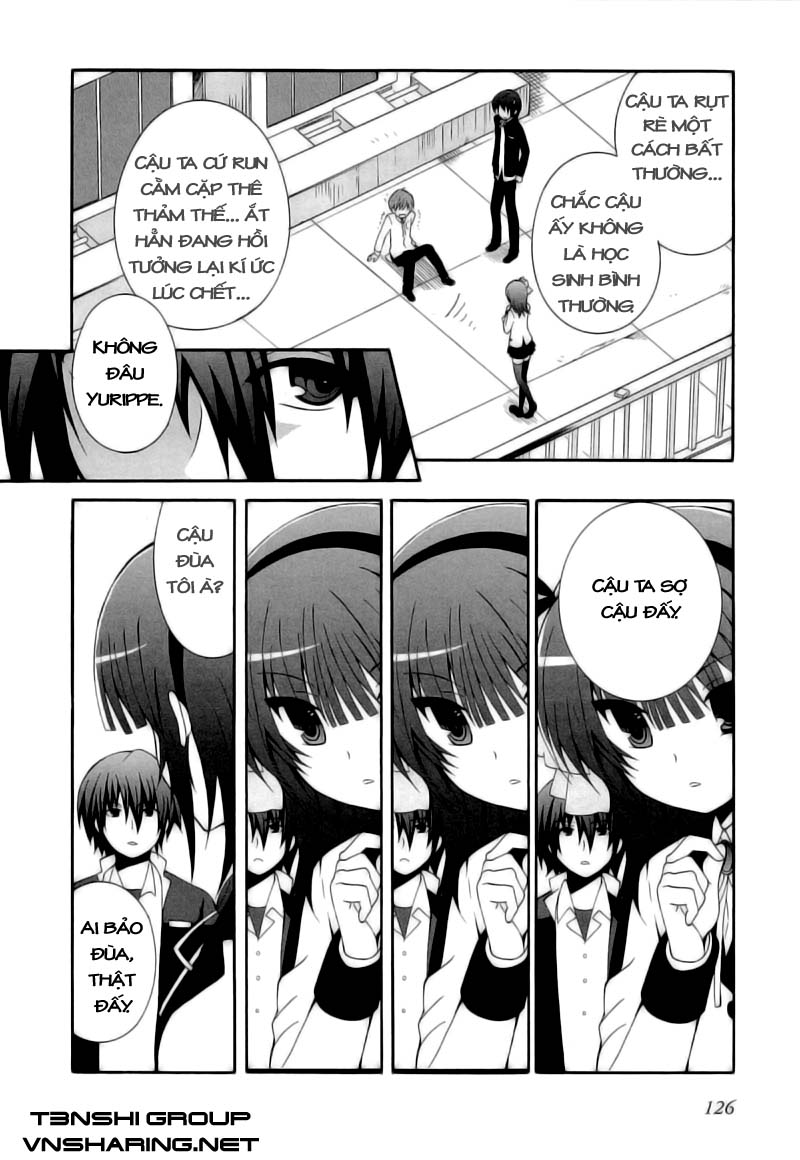 CẬU TA RỤT
RÈ MỘT
CÁCH BẤT
THƯỜNG...
CHẮC CẬU
ẤY KHÔNG
LÀ HỌC
SINH BÌNH
THƯỜNG.
CẬU TA CỨ RUN
CẦM CẶP THÊ
THẢM THẾ... ẮT
HẲN ĐANG HỒI
TƯỞNG LẠI KÍ ỨC
LÚC CHẾT...
KHÔNG
ĐÂU
YURIPPE.
CẬU TA SỢ
CẬU ĐẤY.
CẬU
ĐÙA
TÔI À?
AI BẢO
ĐÙA,
THẬT
ĐẤY.
126
T3NSHI GROUP
VNSHARING.NET